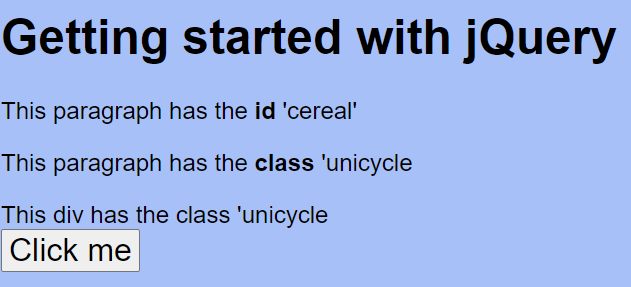 Getting started with jQuery
This paragraph has the id 'cereal'
This paragraph has the class 'unicycle
This div has the class 'unicycle
Click me